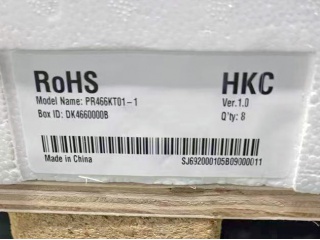 RoHS HKC
Model Name: PR466KT01-1 Ver.1.0
Box ID: DK4660000B Q'ty: 8
Made in China SJ692000105B09000011